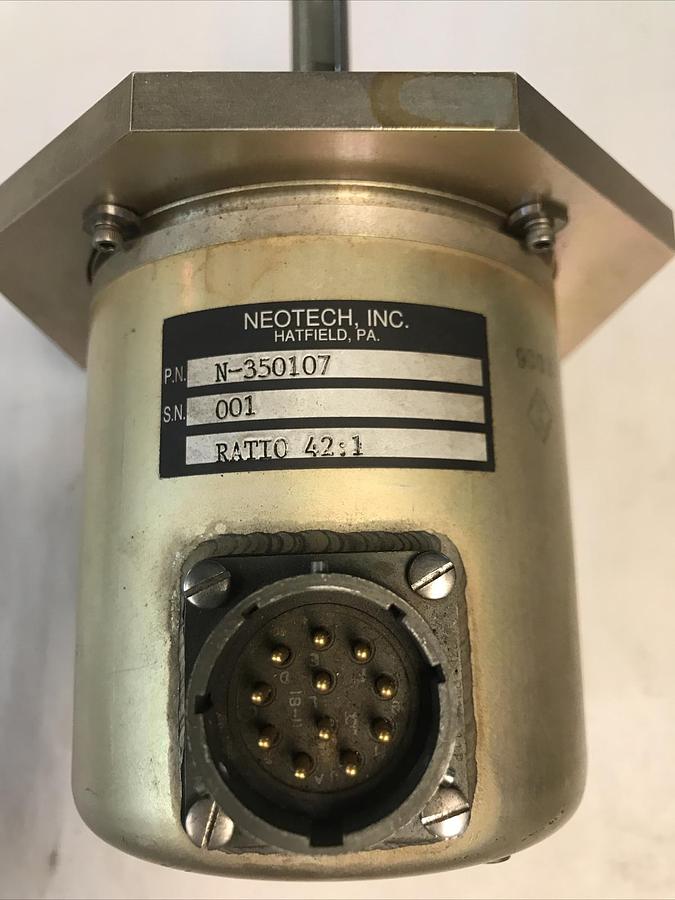 NEOTECH, INC.
HATFIELD, PA.
P.N. N-350107
S.N. 001
RATIO 42:1